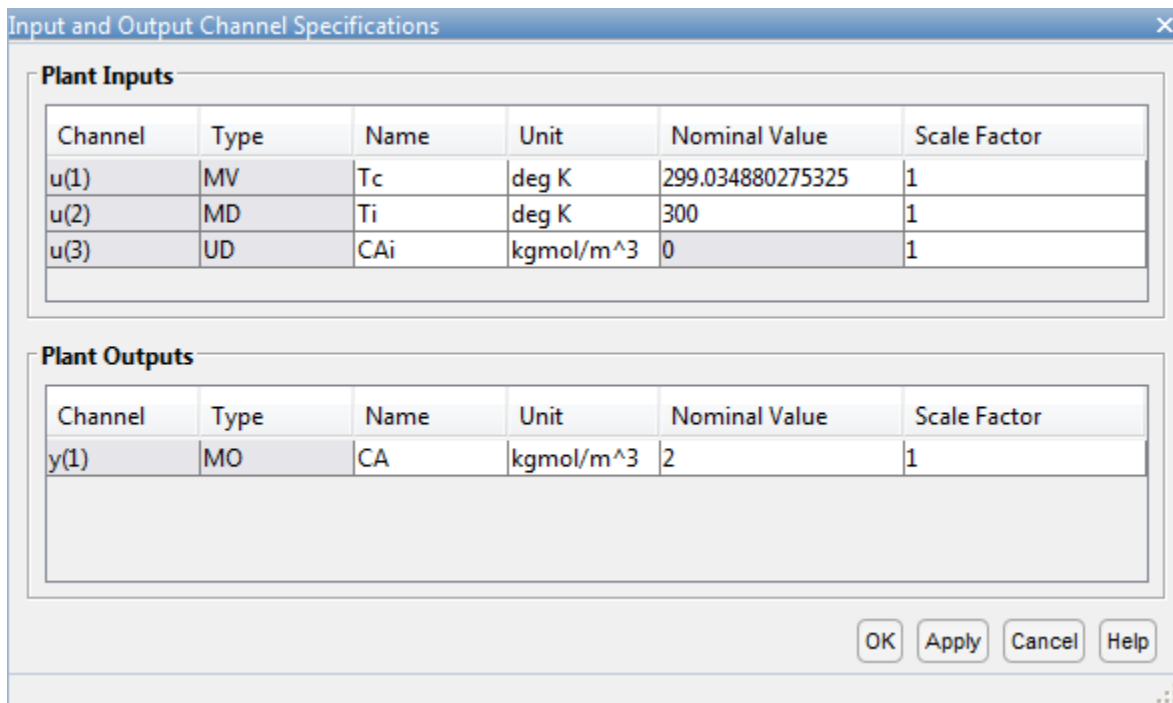 Input and Output Channel Specifications
Plant Inputs
Channel Type Name Unit Nominal Value Scale Factor
u(1) MV Tc deg K 299.034880275325 1
u(2) MD Ti deg K 300 1
u(3) UD CAi kgmol/m^3 0 1
Plant Outputs
Channel Type Name Unit Nominal Value Scale Factor
y(1) MO CA kgmol/m^3 2 1
OK Apply Cancel Help